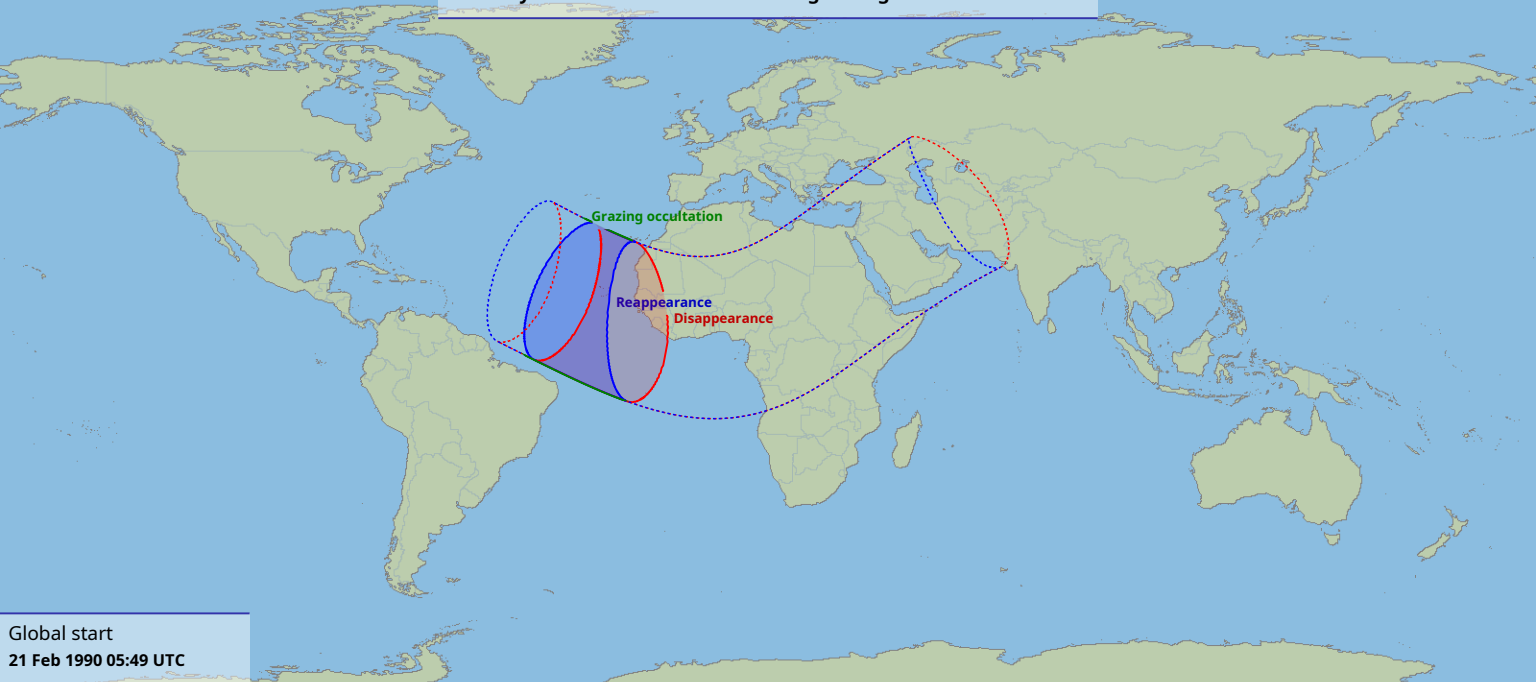 Grazing occultation
Reappearance
Disappearance
Global start
21 Feb 1990 05:49 UTC